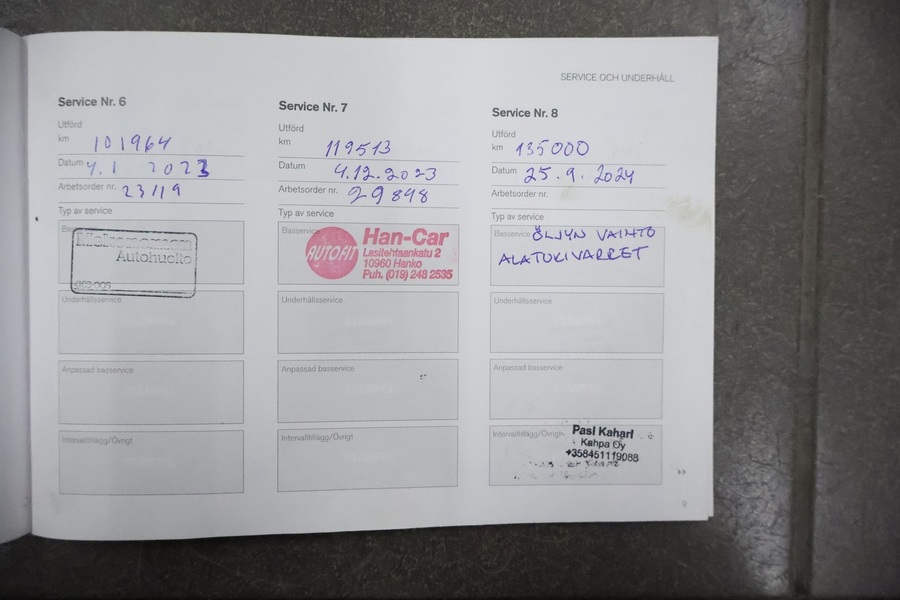 SERVICE OCH UNDERHÅLL
Service Nr. 6
Utförd
km 101964
Datum 4.1 2023
Arbetsorder nr. 23119
Typ av service
Autohuolto
Underhållsservice
Anpassad basservice
Intervalltillägg/Övrigt
Service Nr. 7
Utförd
km 119513
Datum 4.12.2023
Arbetsorder nr. 29898
Typ av service
Basservice
AUTOFIT
Han-Car
Lasitehtaankatu 2
10960 Hanko
Puh. (019) 248 2535
Underhållsservice
Anpassad basservice
Intervalltillägg/Övrigt
Service Nr. 8
Utförd
km 135000
Datum 25.9.2024
Arbetsorder nr.
Typ av service
Basservice ÖLJYN VAIHTO
ALATUKIVARRET
Underhållsservice
Anpassad basservice
Intervalltillägg/Övrigt
Pasi Kahari
Kahpa Oy
+358451119088
9